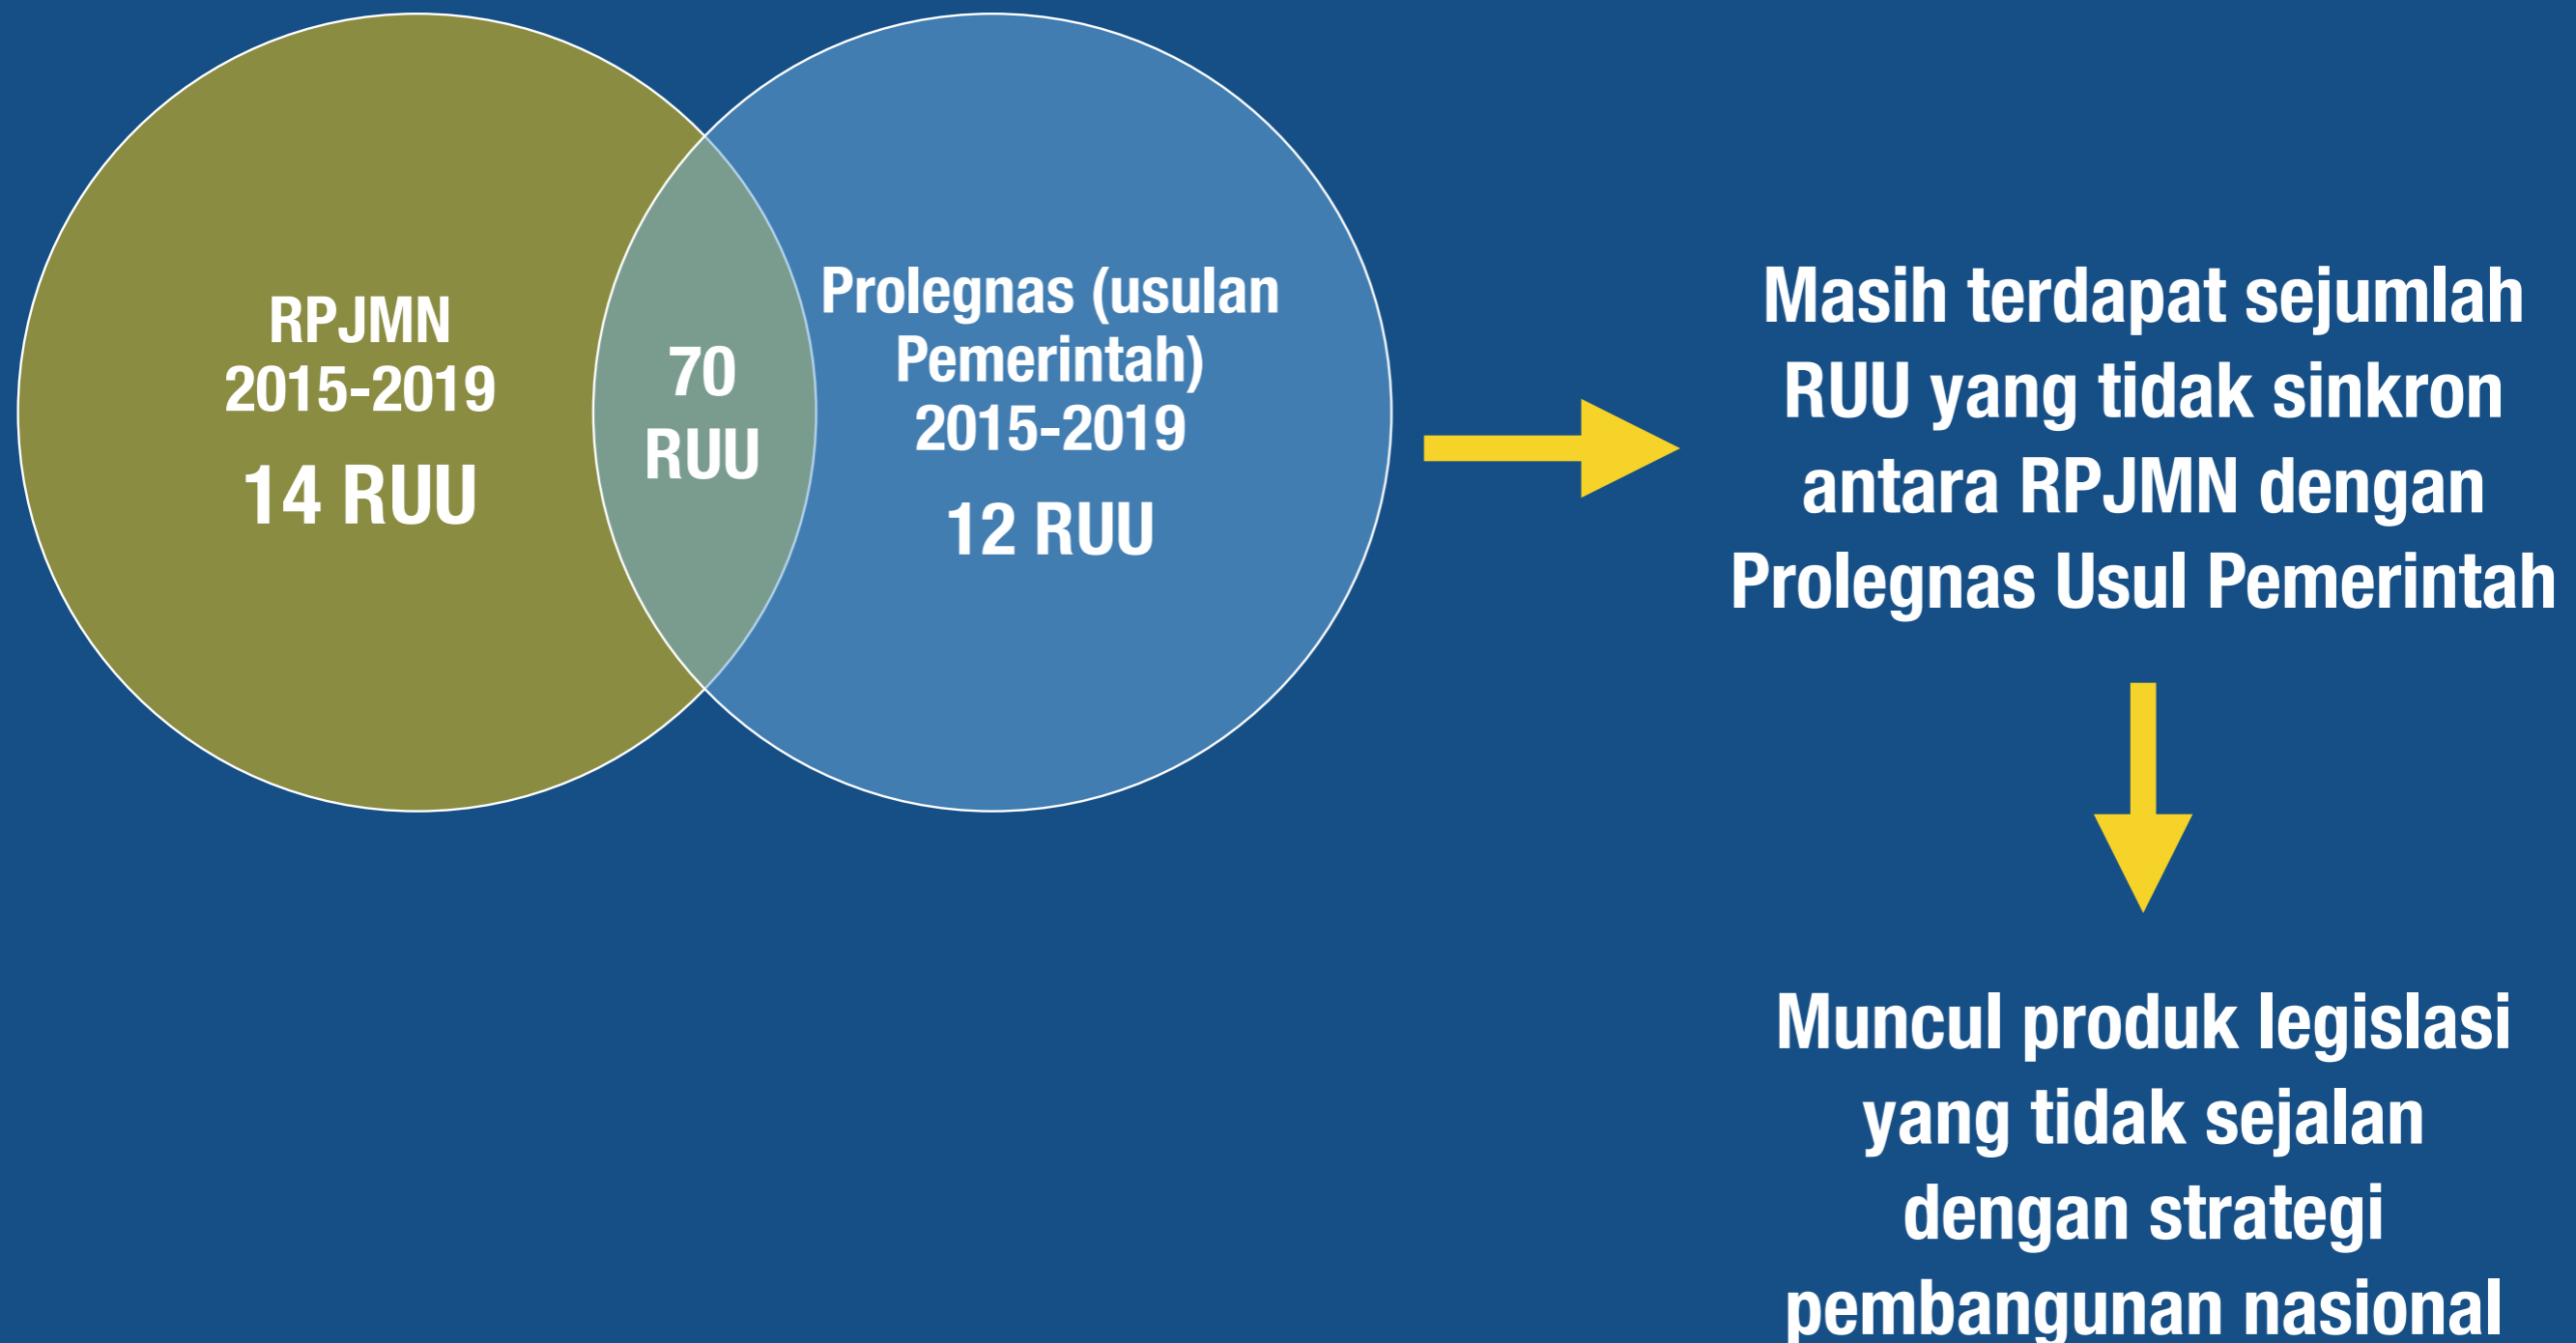 RPJMN
2015-2019
14 RUU
70
RUU
Prolegnas (usulan
Pemerintah)
2015-2019
12 RUU
Masih terdapat sejumlah
RUU yang tidak sinkron
antara RPJMN dengan
Prolegnas Usul Pemerintah
Muncul produk legislasi
yang tidak sejalan
dengan strategi
pembangunan nasional